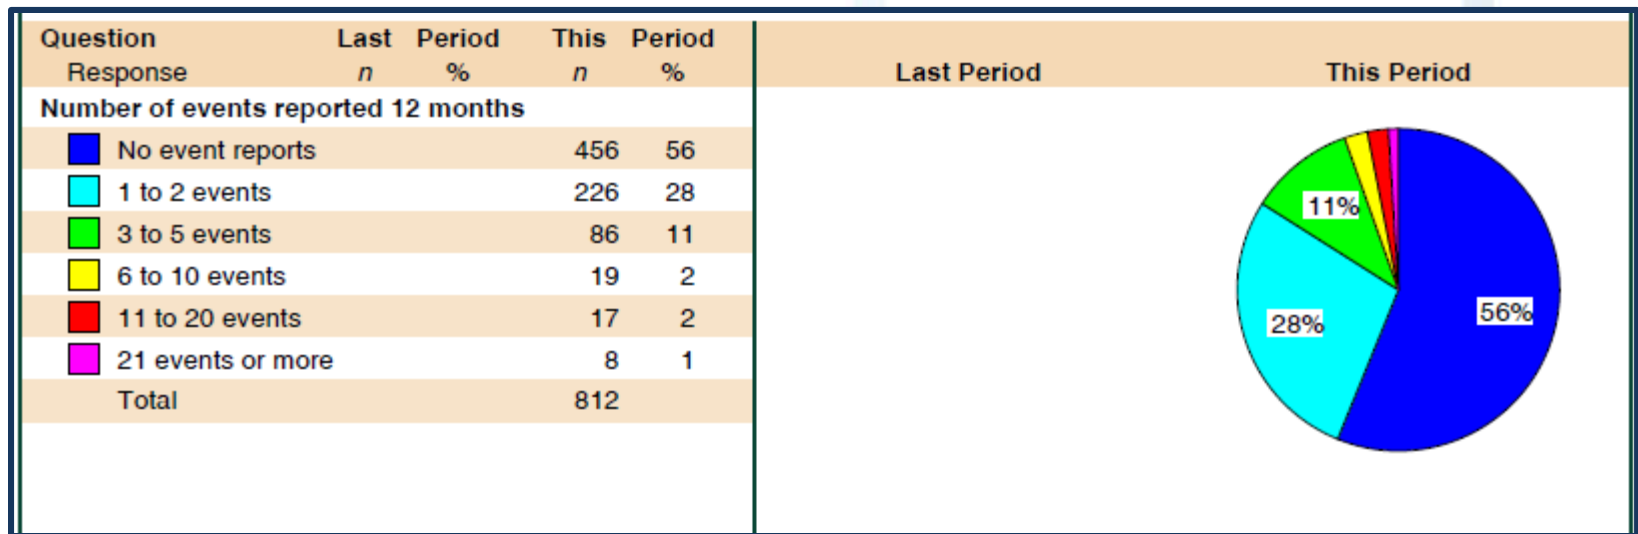 Question Last Period This Period
Response n % n %
Last Period This Period
Number of events reported 12 months
No event reports 456 56
1 to 2 events 226 28
3 to 5 events 86 11
6 to 10 events 19 2
11 to 20 events 17 2
21 events or more 8 1
Total 812
11%
28%
56%